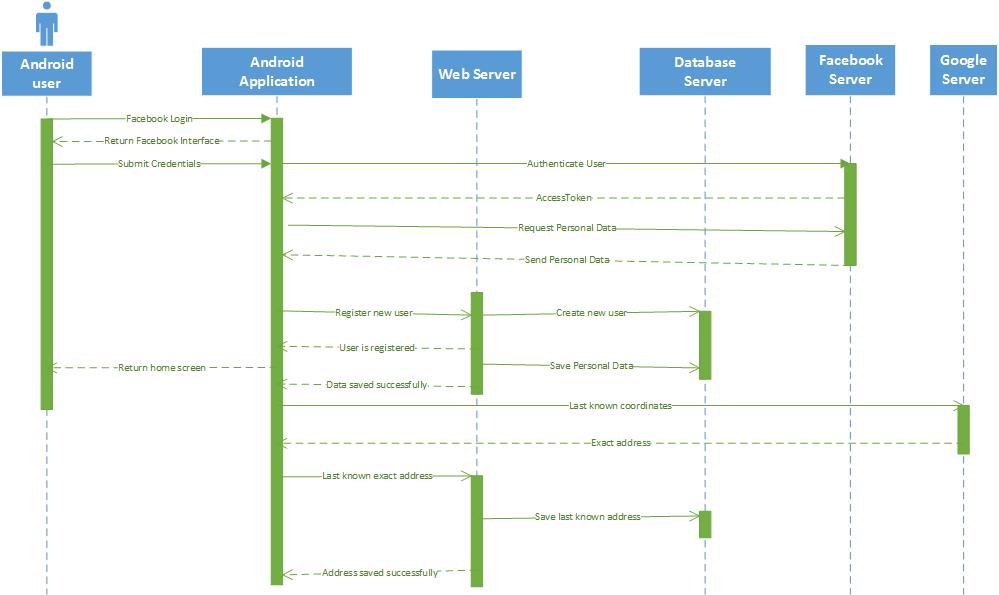 Android
user
Android
Application
Web Server
Database
Server
Facebook
Server
Google
Server
Facebook Login
Return Facebook Interface
Submit Credentials
Authenticate User
AccessToken
Request Personal Data
Send Personal Data
Register new user
Create new user
User is registered
Return home screen
Save Personal Data
Data saved successfully
Last known coordinates
Exact address
Last known exact address
Save last known address
Address saved successfully